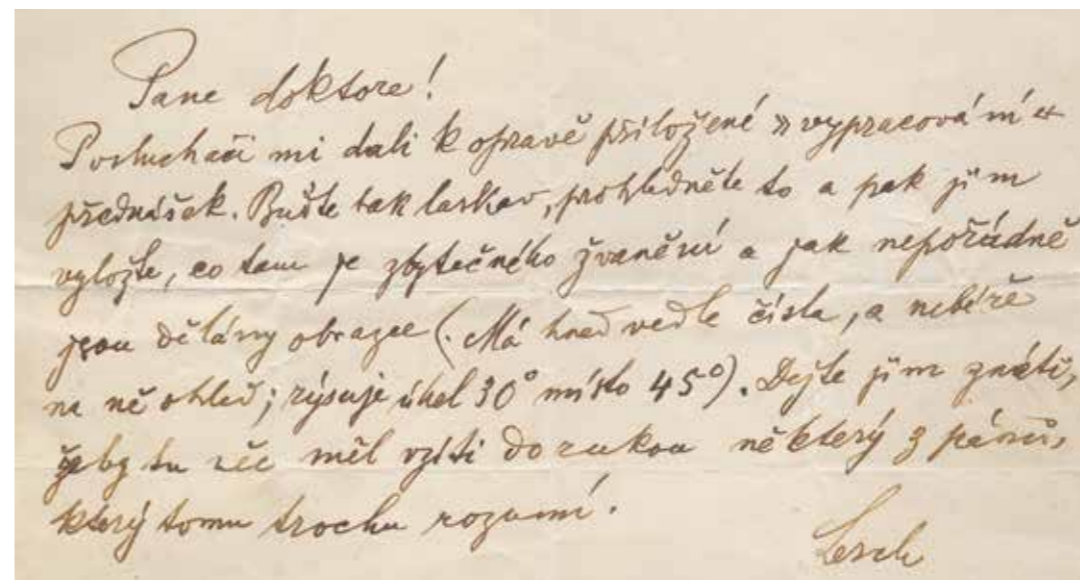 Pane doktore!
Posluchači mi dali k opravě přiložené »vypracování«
přednášek. Buďte tak laskav, prohlédněte to a pak jim
vyložte, co tam je zbytečného žvanění a jak nepořádně
jsou dělány obrazce (. Má hned vedle čísla, a nebéře
na ně ohled; rýsuje úhel 30° místo 45°). Dejte jim znáti,
že by tu věc měl vzíti do rukou některý z pánů,
který tomu trochu rozumí.
Lerch